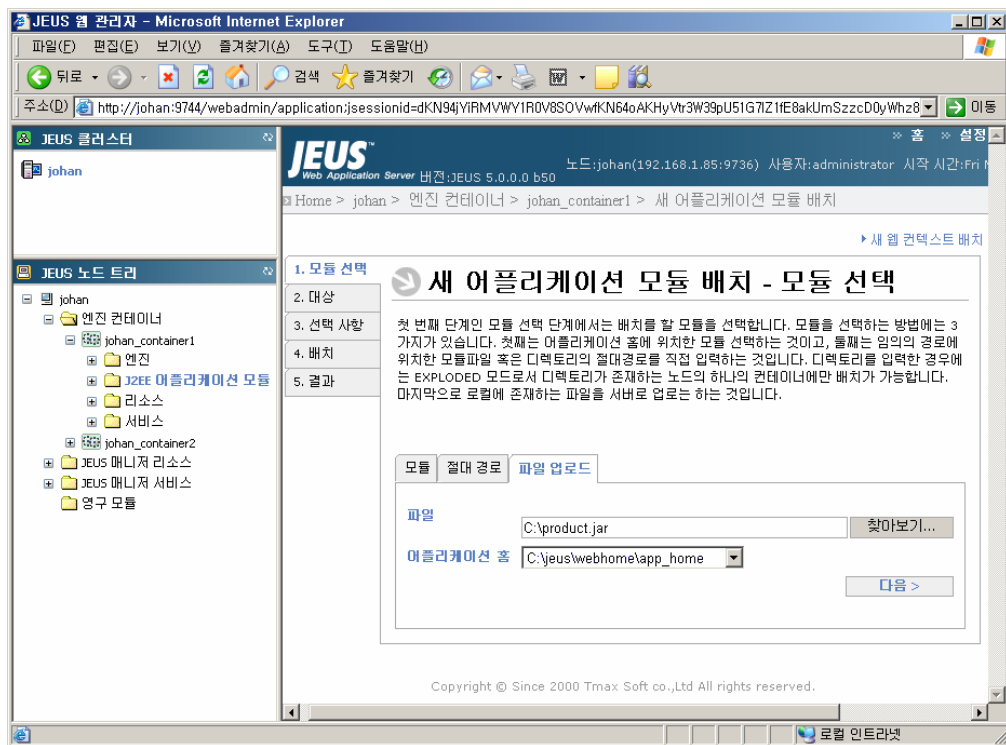 JEUS 웹 관리자 - Microsoft Internet Explorer
파일(F) 편집(E) 보기(V) 즐겨찾기(A) 도구(T) 도움말(H)
뒤로 검색 즐겨찾기
주소(D) 이동
JEUS 클러스터
johan
» 홈 » 설정
JEUS™
Web Application Server 버전:JEUS 5.0.0.0 b50
노드:johan(192.168.1.85:9736) 사용자:administrator 시작 시간:Fri
Home > johan > 엔진 컨테이너 > johan_container1 > 새 어플리케이션 모듈 배치
새 웹 컨텍스트 배치
JEUS 노드 트리
johan
엔진 컨테이너
johan_container1
엔진
J2EE 어플리케이션 모듈
리소스
서비스
johan_container2
JEUS 매니저 리소스
JEUS 매니저 서비스
영구 모듈
1. 모듈 선택
2. 대상
3. 선택 사항
4. 배치
5. 결과
새 어플리케이션 모듈 배치 - 모듈 선택
첫 번째 단계인 모듈 선택 단계에서는 배치를 할 모듈을 선택합니다. 모듈을 선택하는 방법에는 3
가지가 있습니다. 첫째는 어플리케이션 홈에 위치한 모듈 선택하는 것이고, 둘째는 임의의 경로에
위치한 모듈파일 혹은 디렉토리의 절대경로를 직접 입력하는 것입니다. 디렉토리를 입력한 경우에
는 EXPLODED 모드로서 디렉토리가 존재하는 노드의 하나의 컨테이너에만 배치가 가능합니다.
마지막으로 로컬에 존재하는 파일을 서버로 업로는 하는 것입니다.
모듈 절대 경로 파일 업로드
파일 C:\product.jar 찾아보기...
어플리케이션 홈 C:\jeus\webhome\app_home
다음 >
Copyright © Since 2000 Tmax Soft co.,Ltd All rights reserved.
로컬 인트라넷